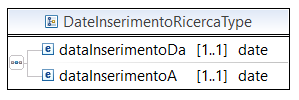 DateInserimentoRicercaType
dataInserimentoDa [1..1] date
dataInserimentoA [1..1] date